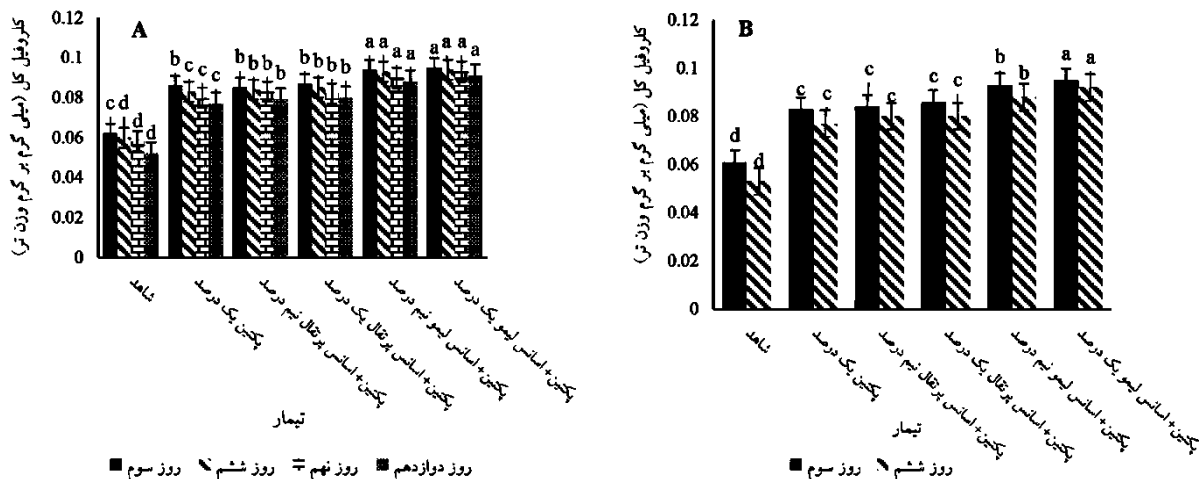 A
کلروفیل کل (میلی گرم بر گرم وزن تر)
0.12
0.1
0.08
0.06
0.04
0.02
0
c d d d
b c c c
b b b b
b b b b
a a a a
a a a a
شاهد
پکتین یک درصد
پکتین+ اسانس پرتقال نیم درصد
پکتین+ اسانس پرتقال یک درصد
پکتین+ اسانس لیمو نیم درصد
پکتین+ اسانس لیمو یک درصد
تیمار
روز سوم روز ششم روز نهم روز دوازدهم
B
کلروفیل کل (میلی گرم بر گرم وزن تر)
0.12
0.1
0.08
0.06
0.04
0.02
0
d d
c c
c c
c c
b b
a a
شاهد
پکتین یک درصد
پکتین+ اسانس پرتقال نیم درصد
پکتین+ اسانس پرتقال یک درصد
پکتین+ اسانس لیمو نیم درصد
پکتین+ اسانس لیمو یک درصد
تیمار
روز سوم روز ششم